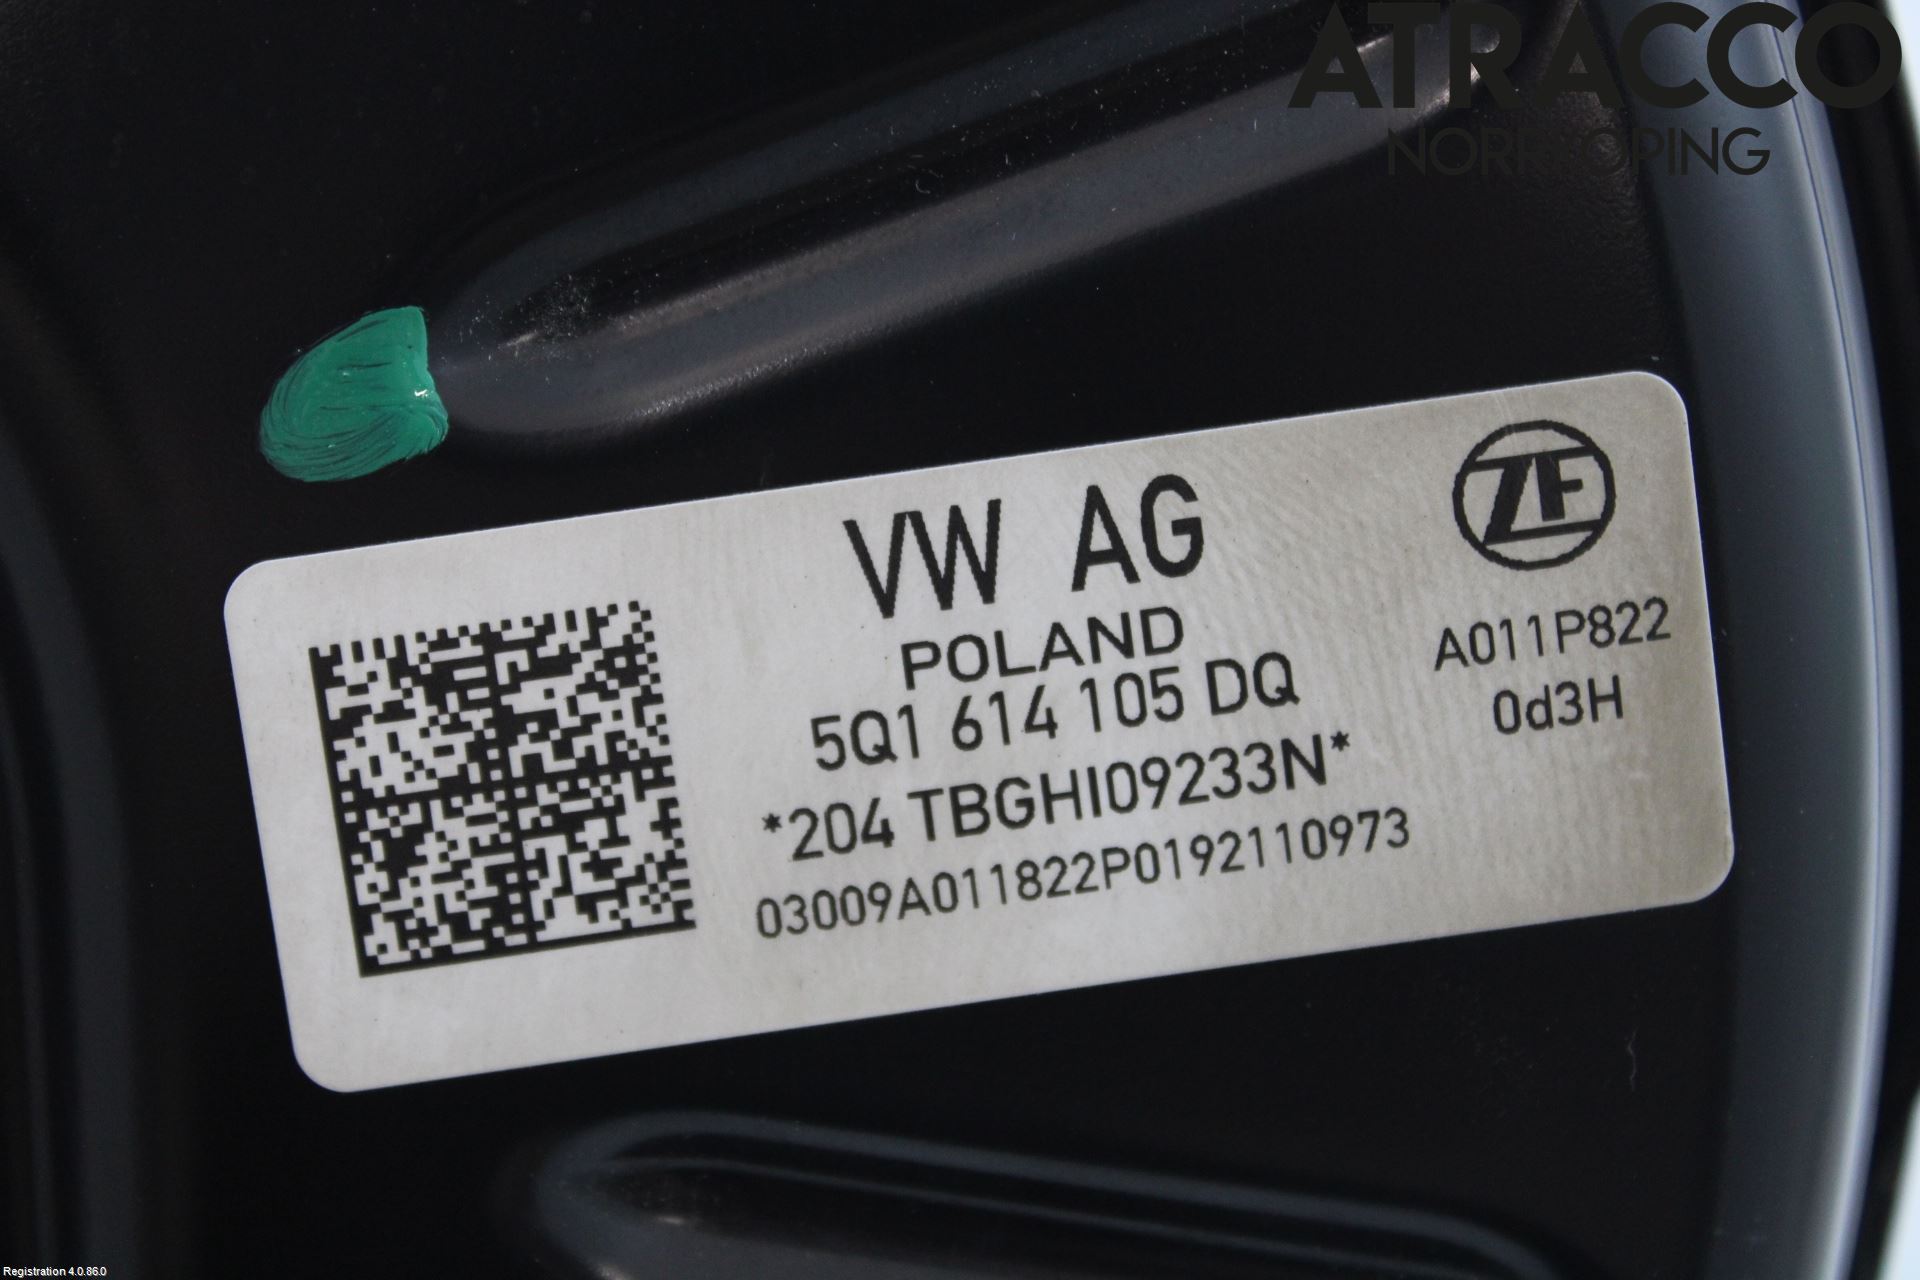 ATRACCO
NORRKÖPING
VW AG
POLAND
5Q1 614 105 DQ
*204 TBGHI09233N*
03009A011822P0192110973
ZF
A011P822
0d3H
Registration 4.0.86.0